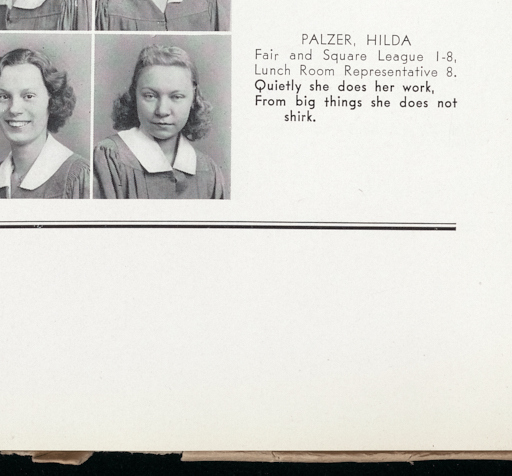 PALZER, HILDA
Fair and Square League 1-8,
Lunch Room Representative 8.
Quietly she does her work,
From big things she does not
shirk.